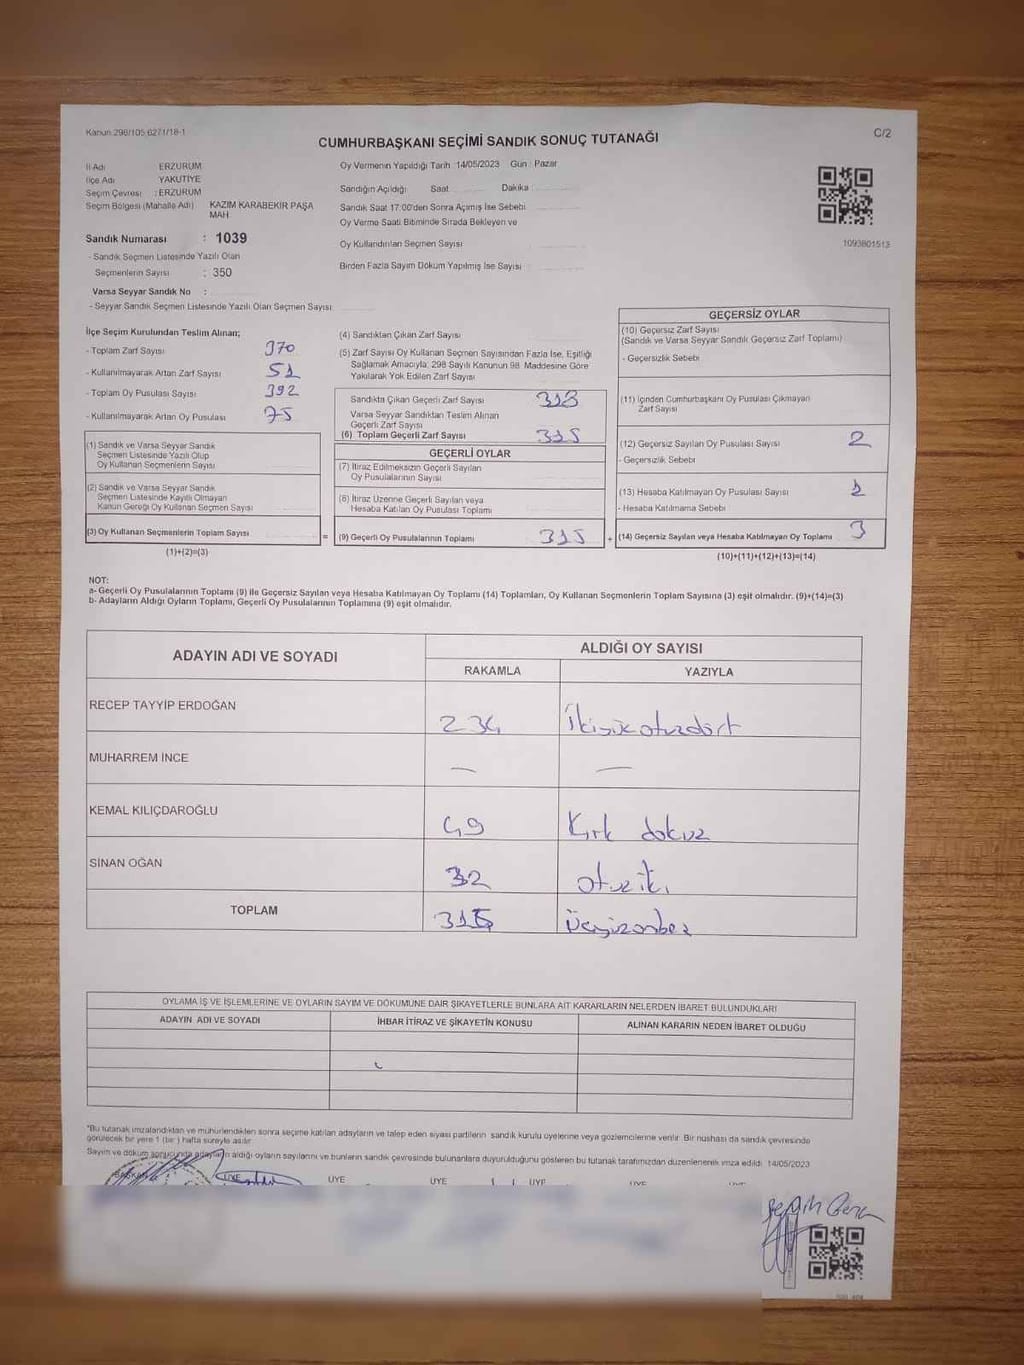 Kanun:298/105,6271/18-1
C/2
CUMHURBAŞKANI SEÇİMİ SANDIK SONUÇ TUTANAĞI
İl Adı : ERZURUM
İlçe Adı : YAKUTİYE
Seçim Çevresi : ERZURUM
Seçim Bölgesi (Mahalle Adı) KAZIM KARABEKİR PAŞA
MAH.
Sandık Numarası : 1039
- Sandık Seçmen Listesinde Yazılı Olan
Seçmenlerin Sayısı : 350
Varsa Seyyar Sandık No :
- Seyyar Sandık Seçmen Listesinde Yazılı Olan Seçmen Sayısı:
Oy Vermenin Yapıldığı Tarih :14/05/2023 Gün : Pazar
Sandığın Açıldığı Saat Dakika :
Sandık Saat 17:00'den Sonra Açımış İse Sebebi
Oy Verme Saati Bitiminde Sırada Bekleyen ve
Oy Kullandırılan Seçmen Sayısı
Birden Fazla Sayım Döküm Yapılmış İse Sayısı :
1093801513
İlçe Seçim Kurulundan Teslim Alınan;
- Toplam Zarf Sayısı 370
- Kullanılmayarak Artan Zarf Sayısı 51
- Toplam Oy Pusulası Sayısı 392
- Kullanılmayarak Artan Oy Pusulası 75
(1) Sandık ve Varsa Seyyar Sandık
Seçmen Listesinde Yazılı Olup
Oy Kullanan Seçmenlerin Sayısı
(2) Sandık ve Varsa Seyyar Sandık
Seçmen Listesinde Kayıtlı Olmayan
Kanun Gereği Oy Kullanan Seçmen Sayısı
(3) Oy Kullanan Seçmenlerin Toplam Sayısı =
(1)+(2)=(3)
(4) Sandıktan Çıkan Zarf Sayısı
(5) Zarf Sayısı Oy Kullanan Seçmen Sayısından Fazla İse, Eşitliği
Sağlamak Amacıyla, 298 Sayılı Kanunun 98. Maddesine Göre
Yakılarak Yok Edilen Zarf Sayısı
Sandıkta Çıkan Geçerli Zarf Sayısı
Varsa Seyyar Sandıktan Teslim Alınan
Geçerli Zarf Sayısı
(6) Toplam Geçerli Zarf Sayısı 315
GEÇERLİ OYLAR
(7) İtiraz Edilmeksizin Geçerli Sayılan
Oy Pusulalarının Sayısı
(8) İtiraz Üzerine Geçerli Sayılan veya
Hesaba Katılan Oy Pusulası Toplamı
(9) Geçerli Oy Pusulalarının Toplamı 315 +
GEÇERSİZ OYLAR
(10) Geçersiz Zarf Sayısı
(Sandık ve Varsa Seyyar Sandık Geçersiz Zarf Toplamı)
- Geçersizlik Sebebi
(11) İçinden Cumhurbaşkanı Oy Pusulası Çıkmayan
Zarf Sayısı
(12) Geçersiz Sayılan Oy Pusulası Sayısı 2
- Geçersizlik Sebebi
(13) Hesaba Katılmayan Oy Pusulası Sayısı 1
- Hesaba Katılmama Sebebi
(14) Geçersiz Sayılan veya Hesaba Katılmayan Oy Toplamı 3
(10)+(11)+(12)+(13)=(14)
NOT:
a- Geçerli Oy Pusulalarının Toplamı (9) ile Geçersiz Sayılan veya Hesaba Katılmayan Oy Toplamı (14) Toplamları, Oy Kullanan Seçmenlerin Toplam Sayısına (3) eşit olmalıdır. (9)+(14)=(3)
b- Adayların Aldığı Oyların Toplamı, Geçerli Oy Pusulalarının Toplamına (9) eşit olmalıdır.
ADAYIN ADI VE SOYADI ALDIĞI OY SAYISI
RAKAMLA YAZIYLA
RECEP TAYYİP ERDOĞAN 234 İkiyüzotuzdört
MUHARREM İNCE — —
KEMAL KILIÇDAROĞLU 49 Kırk dokuz
SİNAN OĞAN 32 otuziki
TOPLAM 315 Üçyüzonbeş
OYLAMA İŞ VE İŞLEMLERİNE VE OYLARIN SAYIM VE DÖKÜMÜNE DAİR ŞİKAYETLERLE BUNLARA AİT KARARLARIN NELERDEN İBARET BULUNDUKLARI
ADAYIN ADI VE SOYADI İHBAR İTİRAZ VE ŞİKAYETİN KONUSU ALINAN KARARIN NEDEN İBARET OLDUĞU
*Bu tutanak imzalandıktan ve mühürlendikten sonra seçime katılan adayların ve talep eden siyasi partilerin sandık kurulu üyelerine veya gözlemcilerine verilir. Bir nüshası da sandık çevresinde
görülecek bir yere 1 (bir ) hafta süreyle asılır.
Sayım ve döküm sonucunda adayların aldığı oyların sayılarını ve bunların sandık çevresinde bulunanlara duyurulduğunu gösteren bu tutanak tarafımızdan düzenlenerek imza edildi. 14/05/2023
BAŞKAN ÜYE ÜYE ÜYE ÜYE ÜYE